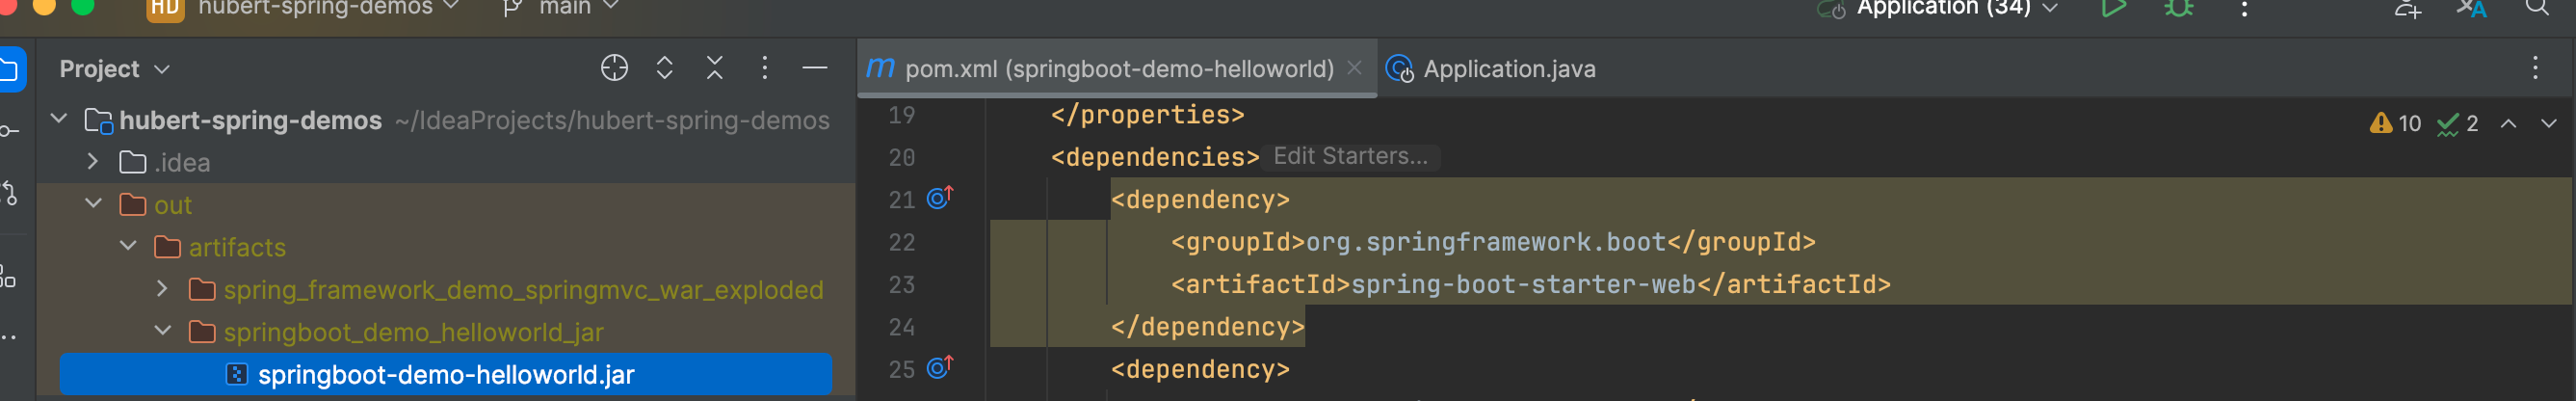 HD hubert-spring-demos main Application (34)
Project
hubert-spring-demos ~/IdeaProjects/hubert-spring-demos
.idea
out
artifacts
spring_framework_demo_springmvc_war_exploded
springboot_demo_helloworld_jar
springboot-demo-helloworld.jar
m pom.xml (springboot-demo-helloworld) Application.java
10 2
19 </properties>
20 <dependencies> Edit Starters...
21 <dependency>
22 <groupId>org.springframework.boot</groupId>
23 <artifactId>spring-boot-starter-web</artifactId>
24 </dependency>
25 <dependency>